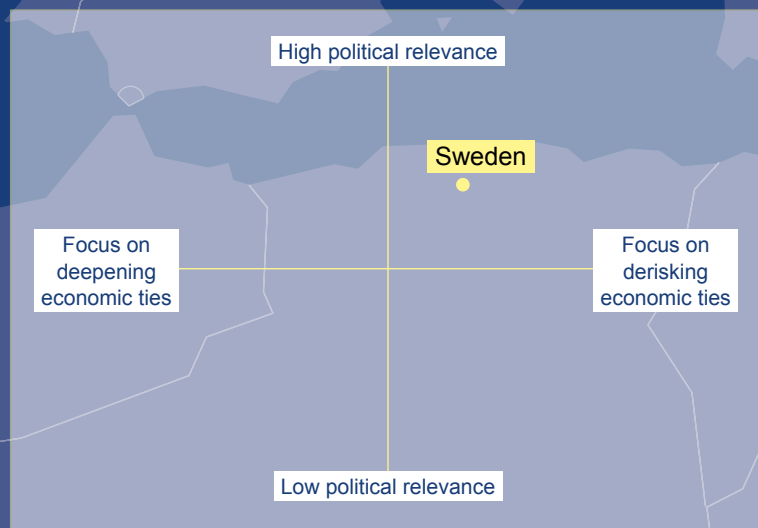 High political relevance
Sweden
Focus on
deepening
economic ties
Focus on
derisking
economic ties
Low political relevance